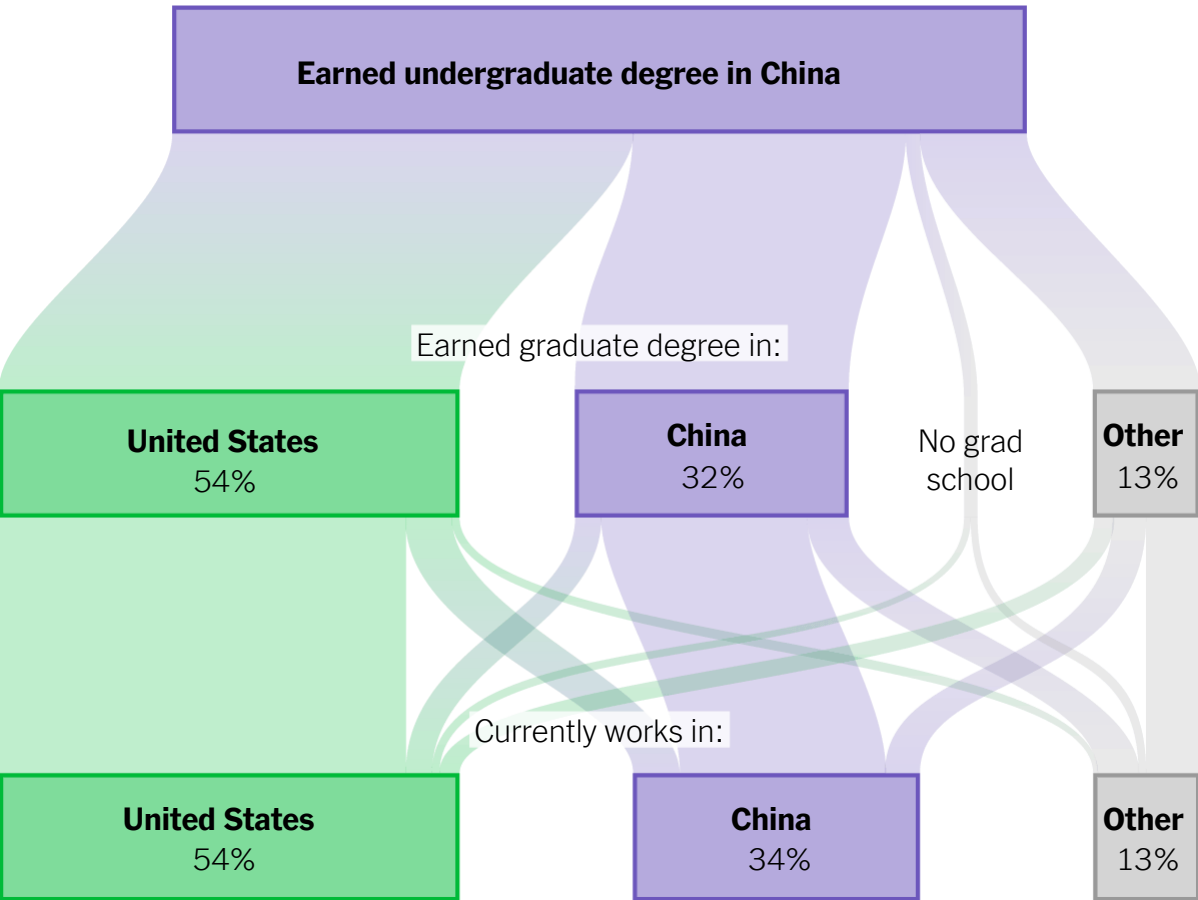 Earned undergraduate degree in China
Earned graduate degree in:
United States
54%
China
32%
No grad
school
Other
13%
Currently works in:
United States
54%
China
34%
Other
13%